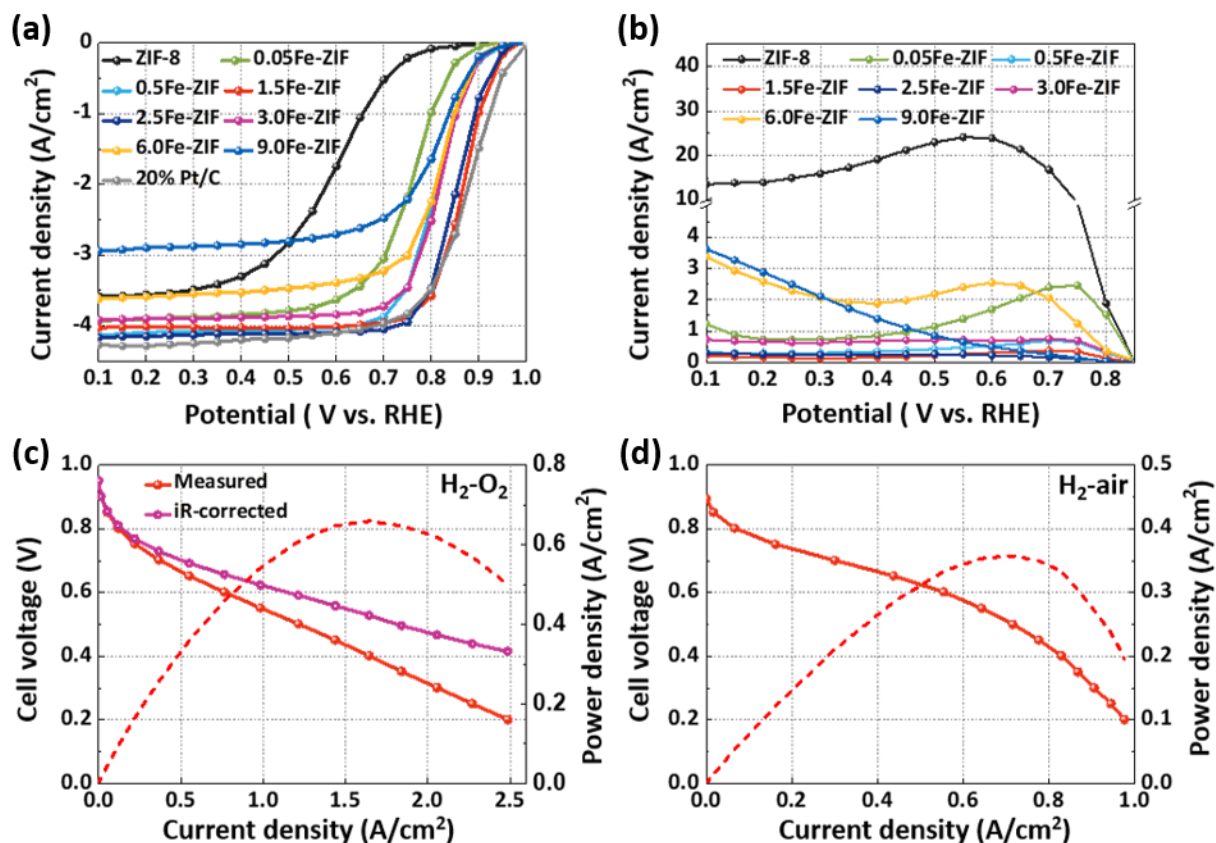 (a)
ZIF-8 0.05Fe-ZIF
0.5Fe-ZIF 1.5Fe-ZIF
2.5Fe-ZIF 3.0Fe-ZIF
6.0Fe-ZIF 9.0Fe-ZIF
20% Pt/C
0
-1
-2
-3
-4
Current density (A/cm²)
0.1 0.2 0.3 0.4 0.5 0.6 0.7 0.8 0.9 1.0
Potential ( V vs. RHE)
(b)
ZIF-8 0.05Fe-ZIF 0.5Fe-ZIF
1.5Fe-ZIF 2.5Fe-ZIF 3.0Fe-ZIF
6.0Fe-ZIF 9.0Fe-ZIF
40
30
20
10
4
3
2
1
0
Current density (A/cm²)
0.1 0.2 0.3 0.4 0.5 0.6 0.7 0.8
Potential ( V vs. RHE)
(c)
Measured
iR-corrected
H₂-O₂
1.0
0.8
0.6
0.4
0.2
0.0
Cell voltage (V)
0.8
0.6
0.4
0.2
0.0
Power density (A/cm²)
0.0 0.5 1.0 1.5 2.0 2.5
Current density (A/cm²)
(d)
H₂-air
1.0
0.8
0.6
0.4
0.2
0.0
Cell voltage (V)
0.5
0.4
0.3
0.2
0.1
0.0
Power density (A/cm²)
0.0 0.2 0.4 0.6 0.8 1.0
Current density (A/cm²)